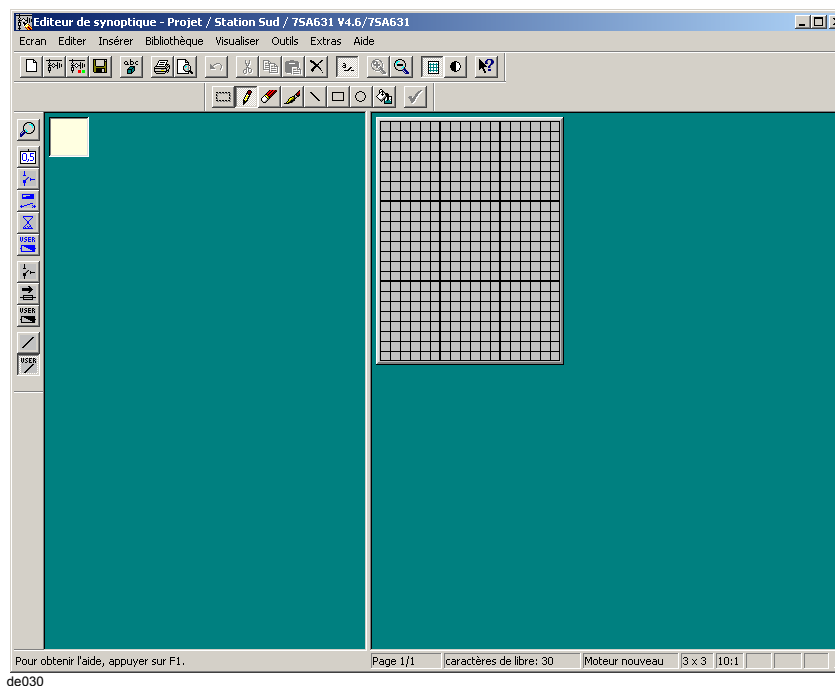 Editeur de synoptique - Projet / Station Sud / 7SA631 V4.6/7SA631
Ecran Editer Insérer Bibliothèque Visualiser Outils Extras Aide
abc
0,5
USER
USER
USER
Pour obtenir l'aide, appuyer sur F1.
Page 1/1
caractères de libre: 30
Moteur nouveau
3 x 3
10:1
de030